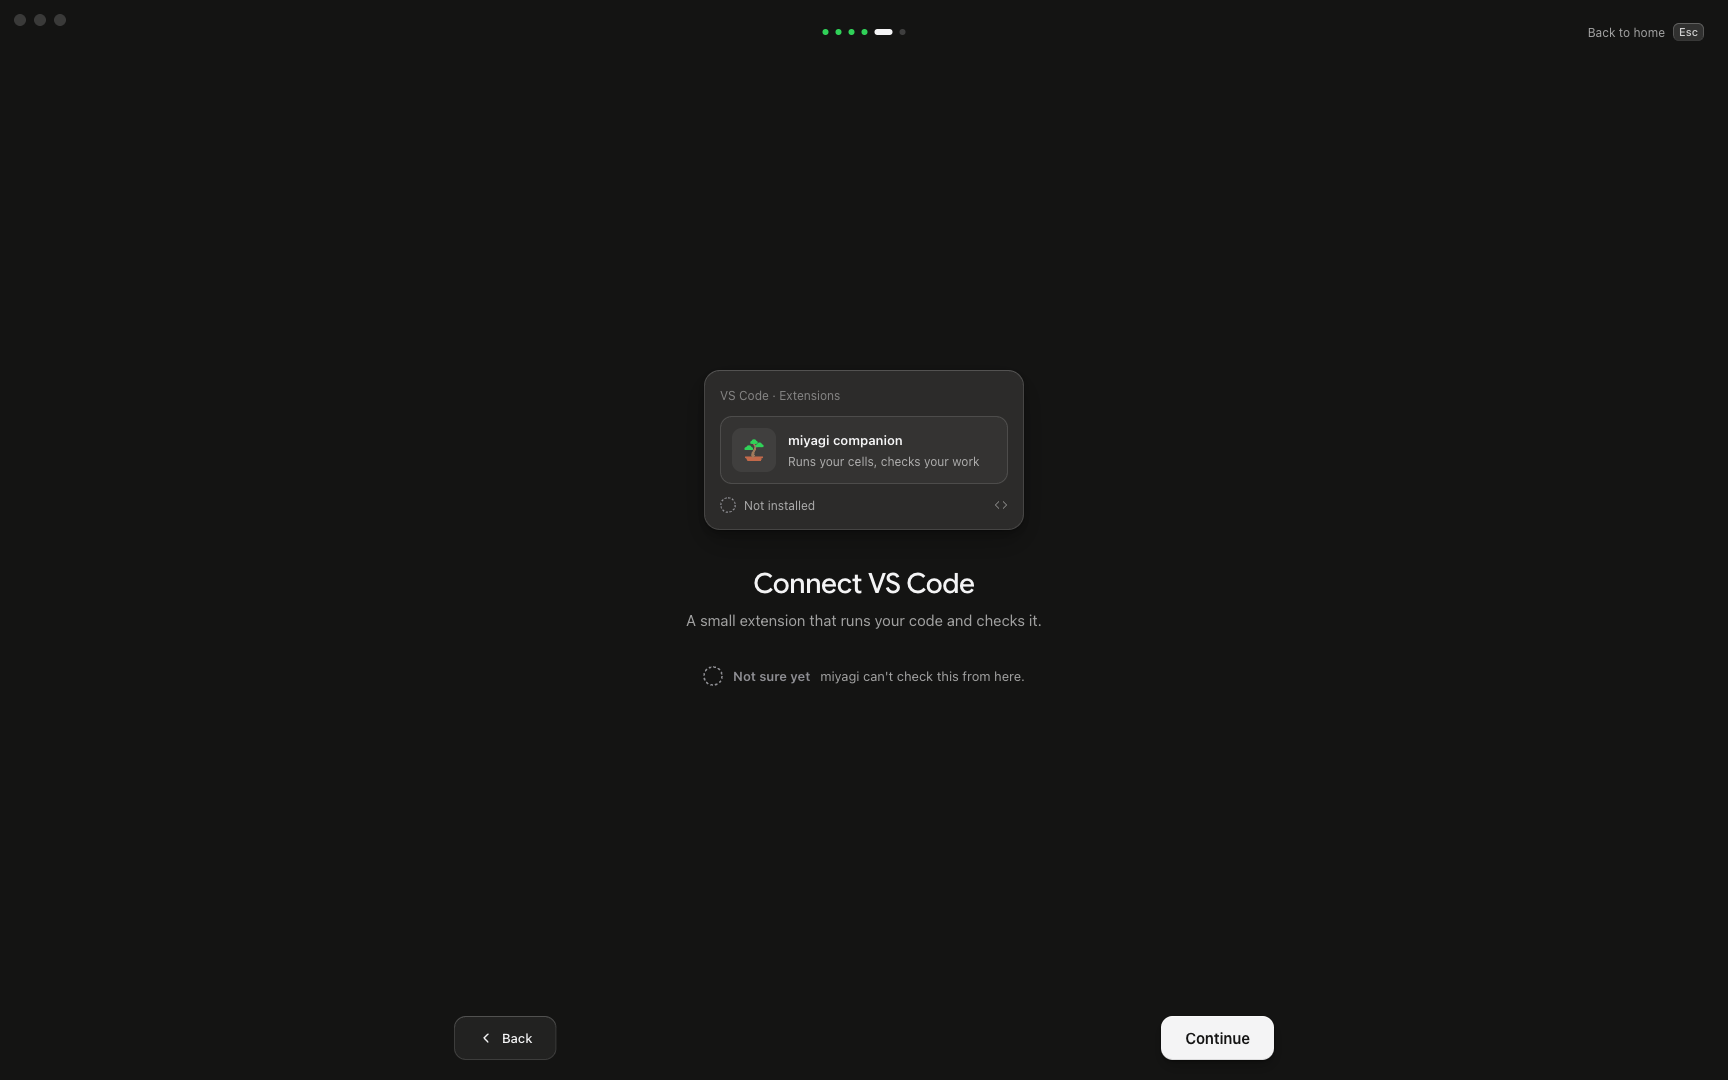 Back to home Esc
VS Code · Extensions
miyagi companion
Runs your cells, checks your work
Not installed
Connect VS Code
A small extension that runs your code and checks it.
Not sure yet miyagi can't check this from here.
Back
Continue